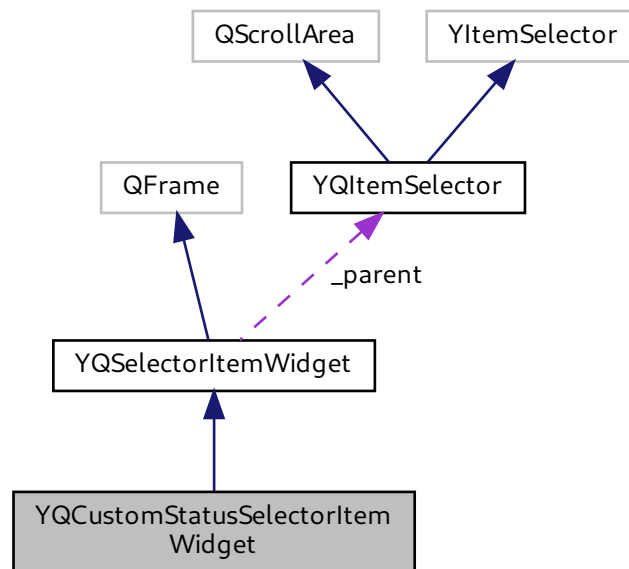 QScrollArea
YItemSelector
QFrame
YQItemSelector
_parent
YQSelectorItemWidget
YQCustomStatusSelectorItem
Widget